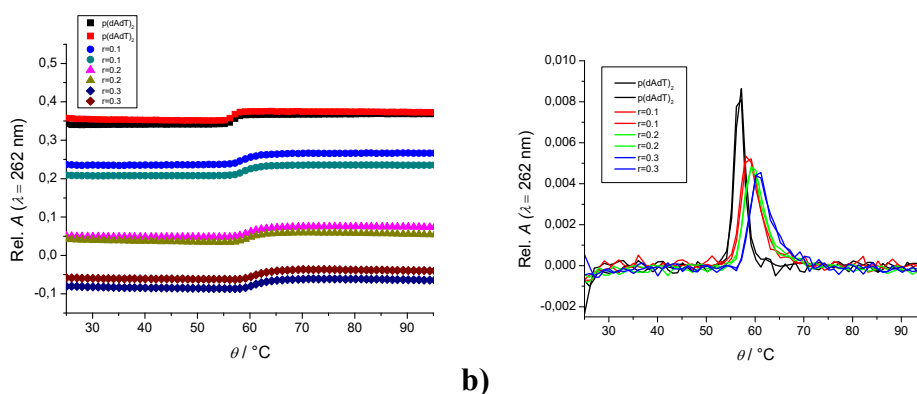 p(dAdT)₂
p(dAdT)₂
r=0.1
r=0.1
r=0.2
r=0.2
r=0.3
r=0.3
0,5
0,4
0,3
0,2
0,1
0,0
-0,1
Rel. A (λ = 262 nm)
30 40 50 60 70 80 90
θ / °C
b)
0,010
0,008
0,006
0,004
0,002
0,000
-0,002
Rel. A (λ = 262 nm)
p(dAdT)₂
p(dAdT)₂
r=0.1
r=0.1
r=0.2
r=0.2
r=0.3
r=0.3
30 40 50 60 70 80 90
θ / °C